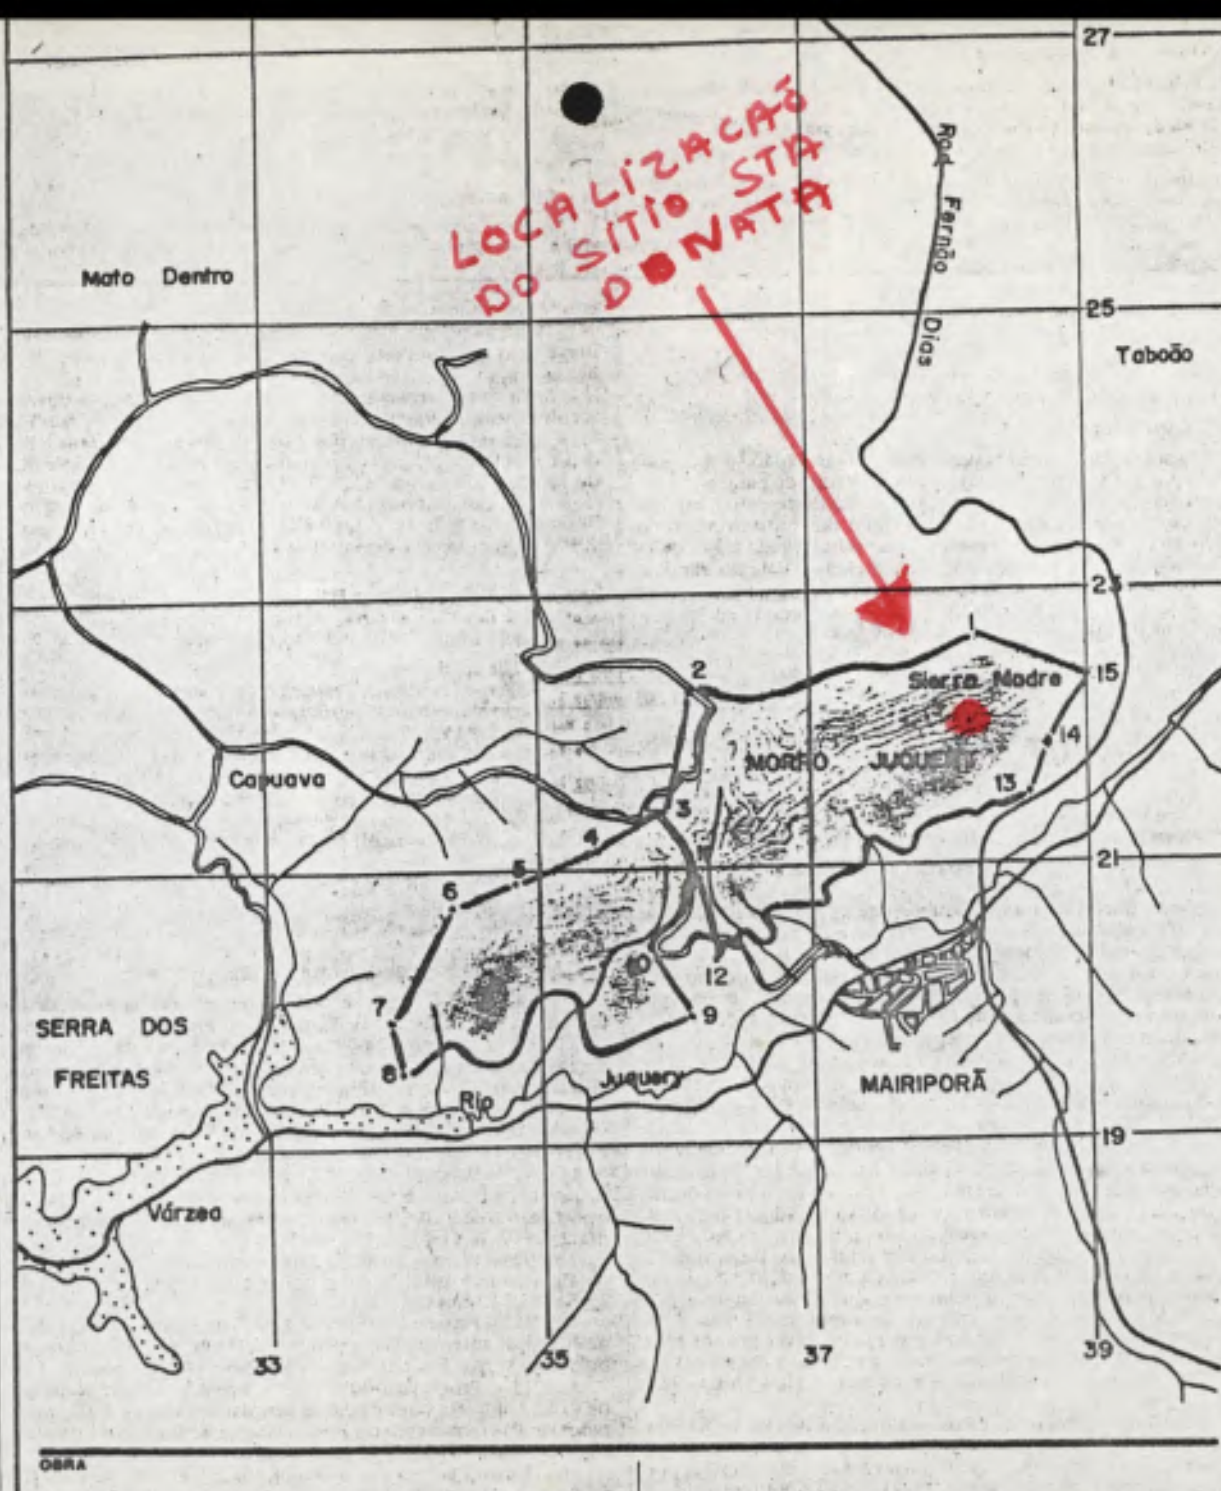 27
LOCALIZACAÕ
DO SÍTIO STA
DONATA
Rod Fernão Dias
Mato Dentro
25
Taboão
23
1
2
Sierra Madre
15
14
MORRO
Capuava
13
3
4
21
5
6
10
12
7
9
SERRA DOS
FREITAS
8
Juquery
MAIRIPORÃ
Rio
19
Várzea
33
35
37
39
OBRA